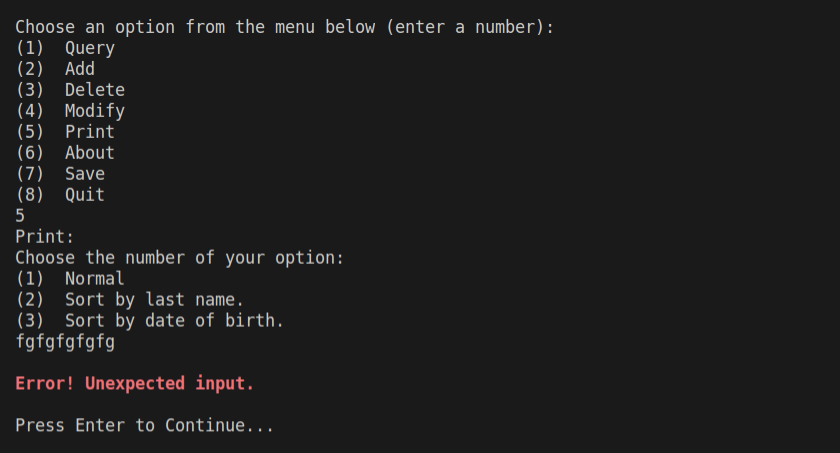 Choose an option from the menu below (enter a number):
(1)  Query
(2)  Add
(3)  Delete
(4)  Modify
(5)  Print
(6)  About
(7)  Save
(8)  Quit
5
Print:
Choose the number of your option:
(1)  Normal
(2)  Sort by last name.
(3)  Sort by date of birth.
fgfgfgfgfg
Error! Unexpected input.
Press Enter to Continue...